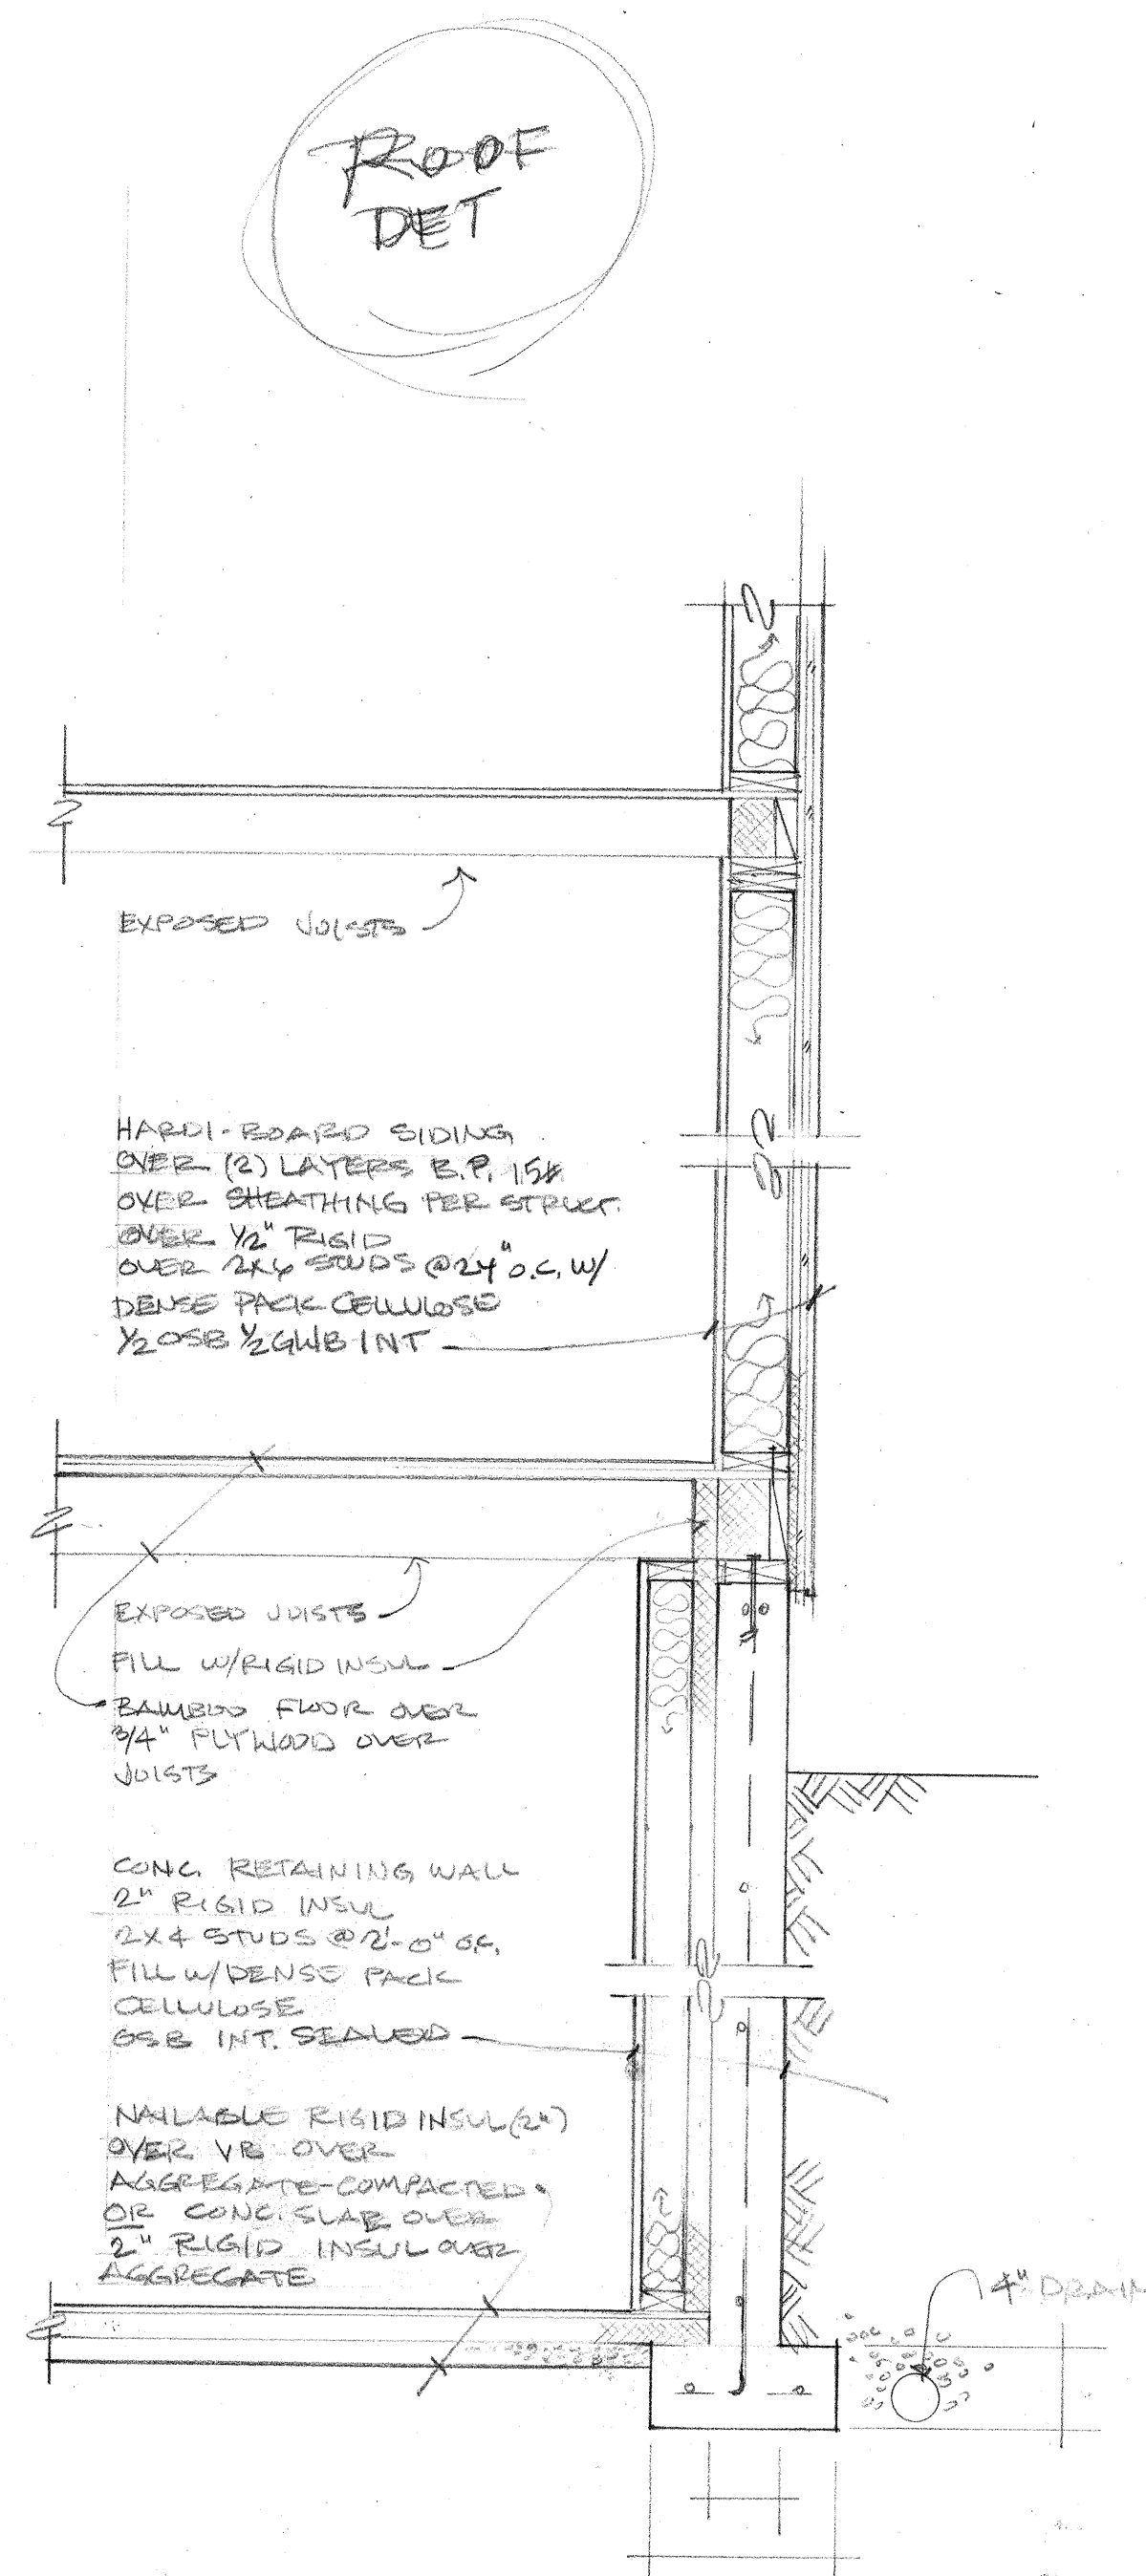 ROOF
DET
EXPOSED JOISTS
HARDI-BOARD SIDING
OVER (2) LAYERS B.P. 15#
OVER SHEATHING PER STRUCT.
OVER 1/2" RIGID
OVER 2X6 STUDS @ 24" O.C. W/
DENSE PACK CELLULOSE
1/2 OSB 1/2 GWB INT
EXPOSED JOISTS
FILL W/RIGID INSUL
BAMBOO FLOOR OVER
3/4" PLYWOOD OVER
JOISTS
CONC. RETAINING WALL
2" RIGID INSUL
2X4 STUDS @ 2'-0" O.C.
FILL W/DENSE PACK
CELLULOSE
OSB INT. SEALED
NAILABLE RIGID INSUL (2")
OVER VB OVER
AGGREGATE-COMPACTED
OR CONC. SLAB OVER
2" RIGID INSUL OVER
AGGREGATE
4" DRAIN